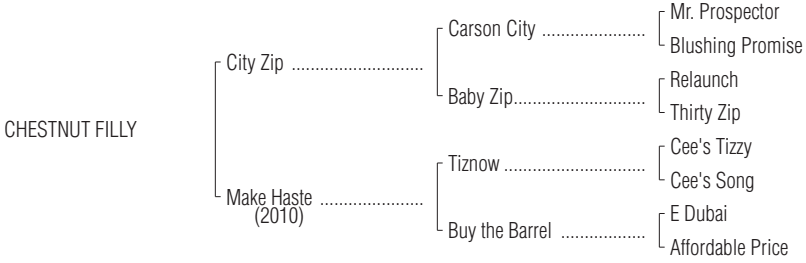 Mr. Prospector
Carson City ......................
Blushing Promise
City Zip ............................
Relaunch
Baby Zip............................
Thirty Zip
CHESTNUT FILLY
Cee's Tizzy
Tiznow ..............................
Cee's Song
Make Haste ......................
(2010)
E Dubai
Buy the Barrel ..................
Affordable Price